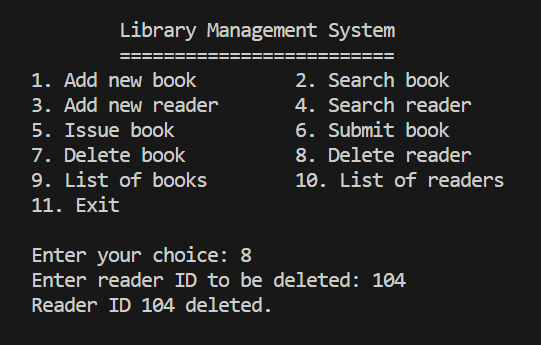 Library Management System
=========================
1. Add new book 2. Search book
3. Add new reader 4. Search reader
5. Issue book 6. Submit book
7. Delete book 8. Delete reader
9. List of books 10. List of readers
11. Exit
Enter your choice: 8
Enter reader ID to be deleted: 104
Reader ID 104 deleted.